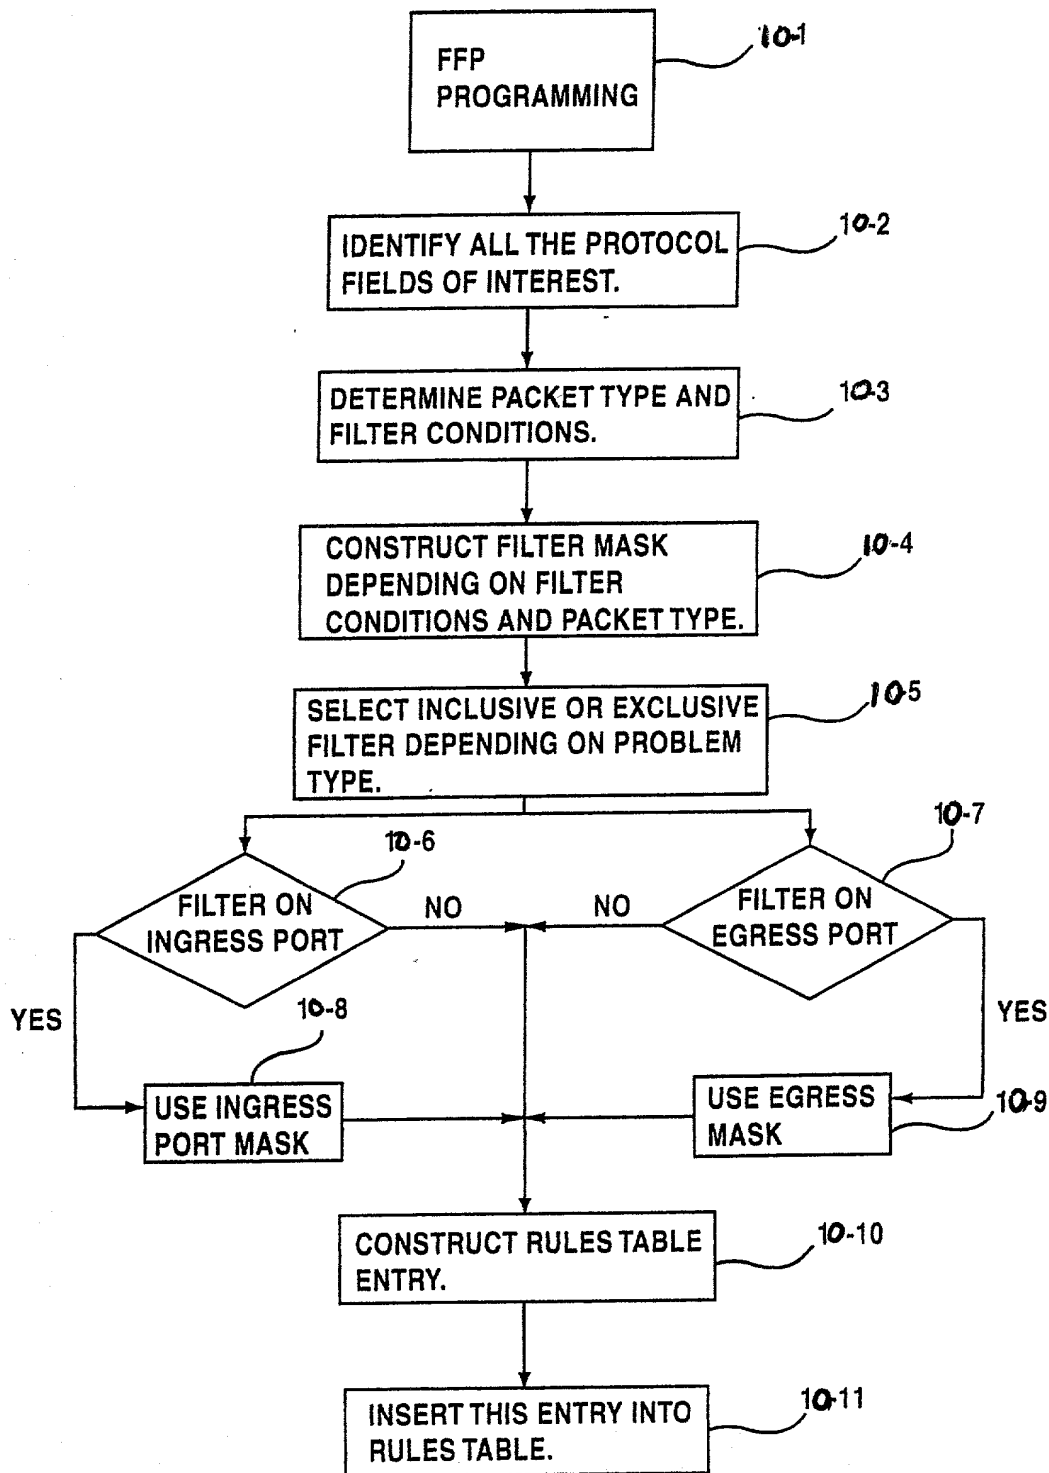 FFP
PROGRAMMING
10-1
IDENTIFY ALL THE PROTOCOL
FIELDS OF INTEREST.
10-2
DETERMINE PACKET TYPE AND
FILTER CONDITIONS.
10-3
CONSTRUCT FILTER MASK
DEPENDING ON FILTER
CONDITIONS AND PACKET TYPE.
10-4
SELECT INCLUSIVE OR EXCLUSIVE
FILTER DEPENDING ON PROBLEM
TYPE.
10-5
10-6
10-7
FILTER ON
INGRESS PORT
NO
NO
FILTER ON
EGRESS PORT
YES
YES
10-8
USE INGRESS
PORT MASK
USE EGRESS
MASK
10-9
CONSTRUCT RULES TABLE
ENTRY.
10-10
INSERT THIS ENTRY INTO
RULES TABLE.
10-11